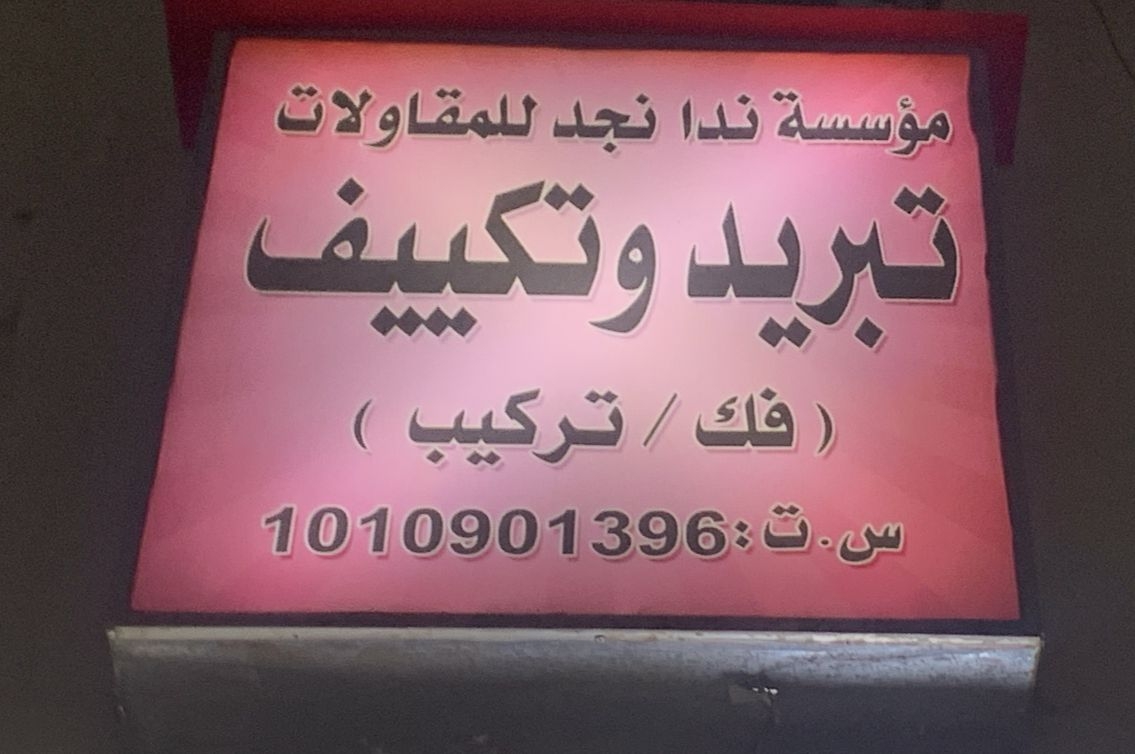 مؤسسة ندا نجد للمقاولات
تبريد وتكييف
( فك / تركيب )
س.ت:1010901396